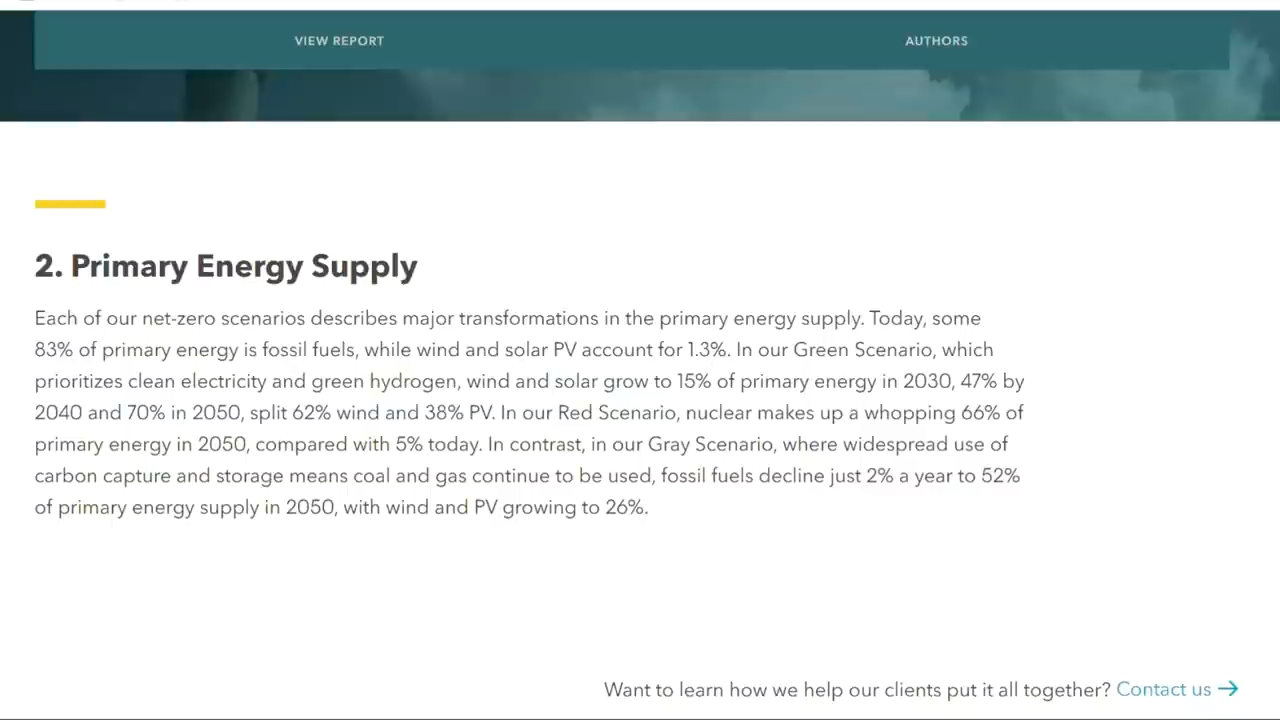 VIEW REPORT
AUTHORS
2. Primary Energy Supply
Each of our net-zero scenarios describes major transformations in the primary energy supply. Today, some
83% of primary energy is fossil fuels, while wind and solar PV account for 1.3%. In our Green Scenario, which
prioritizes clean electricity and green hydrogen, wind and solar grow to 15% of primary energy in 2030, 47% by
2040 and 70% in 2050, split 62% wind and 38% PV. In our Red Scenario, nuclear makes up a whopping 66% of
primary energy in 2050, compared with 5% today. In contrast, in our Gray Scenario, where widespread use of
carbon capture and storage means coal and gas continue to be used, fossil fuels decline just 2% a year to 52%
of primary energy supply in 2050, with wind and PV growing to 26%.
Want to learn how we help our clients put it all together? Contact us →